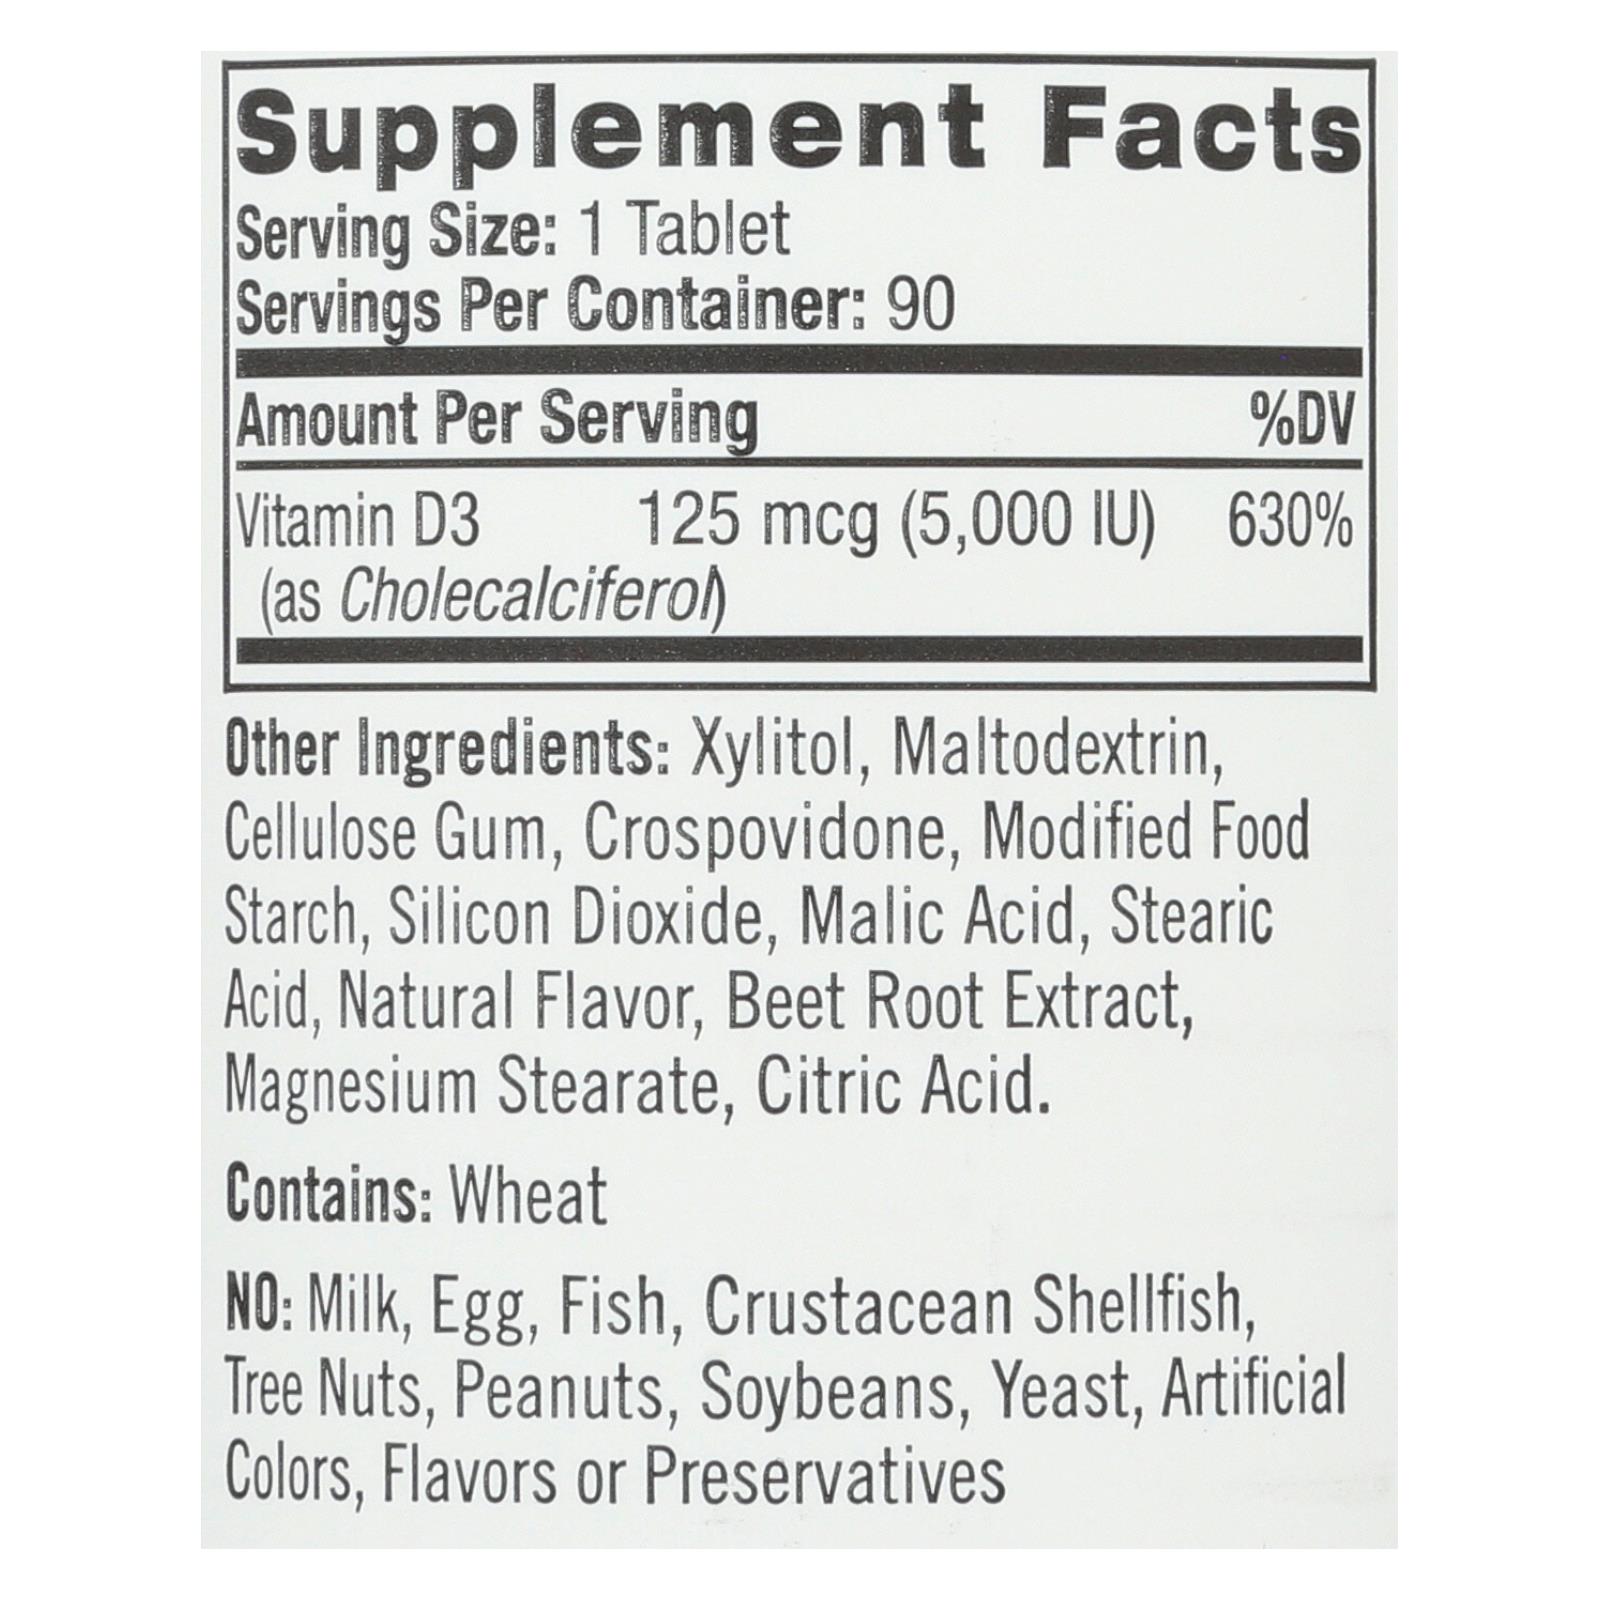 Supplement Facts
Serving Size: 1 Tablet
Servings Per Container: 90
Amount Per Serving %DV
Vitamin D3 125 mcg (5,000 IU) 630%
(as Cholecalciferol)
Other Ingredients: Xylitol, Maltodextrin,
Cellulose Gum, Crospovidone, Modified Food
Starch, Silicon Dioxide, Malic Acid, Stearic
Acid, Natural Flavor, Beet Root Extract,
Magnesium Stearate, Citric Acid.
Contains: Wheat
NO: Milk, Egg, Fish, Crustacean Shellfish,
Tree Nuts, Peanuts, Soybeans, Yeast, Artificial
Colors, Flavors or Preservatives